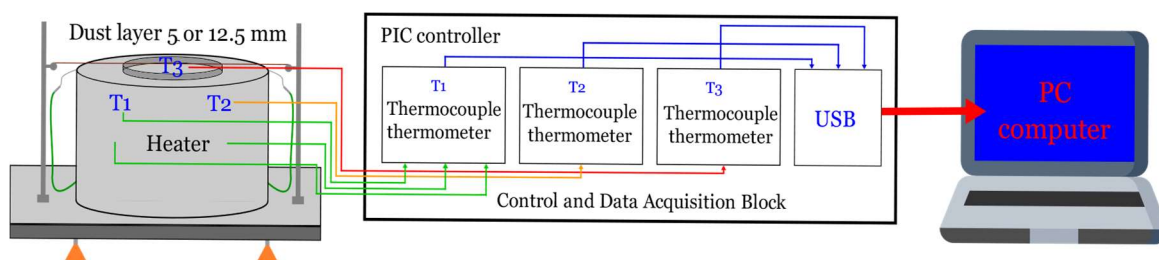 Dust layer 5 or 12.5 mm
T3
T1 T2
Heater
PIC controller
T1
Thermocouple
thermometer
T2
Thermocouple
thermometer
T3
Thermocouple
thermometer
USB
Control and Data Acquisition Block
PC
computer